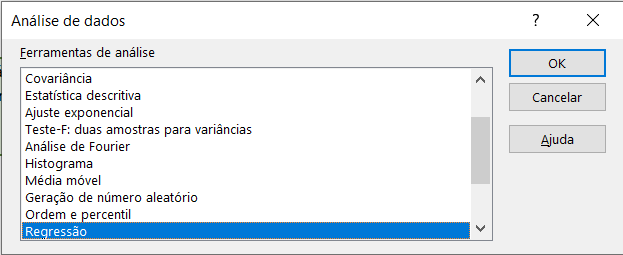 Análise de dados
?
Ferramentas de análise
Covariância
Estatística descritiva
Ajuste exponencial
Teste-F: duas amostras para variâncias
Análise de Fourier
Histograma
Média móvel
Geração de número aleatório
Ordem e percentil
Regressão
OK
Cancelar
Ajuda